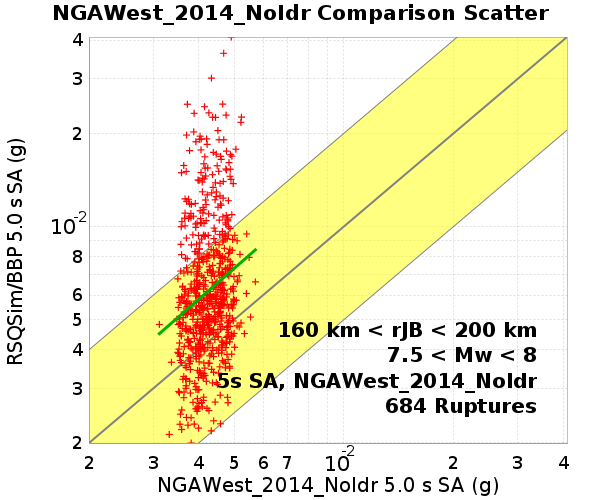 NGAWest_2014_NoIdr Comparison Scatter
RSQSim/BBP 5.0 s SA (g)
4
3
2
10^-2
8
6
5
4
3
2
160 km < rJB < 200 km
7.5 < Mw < 8
5s SA, NGAWest_2014_NoIdr
684 Ruptures
2 3 4 5 6 7 10^-2 2 3 4
NGAWest_2014_NoIdr 5.0 s SA (g)